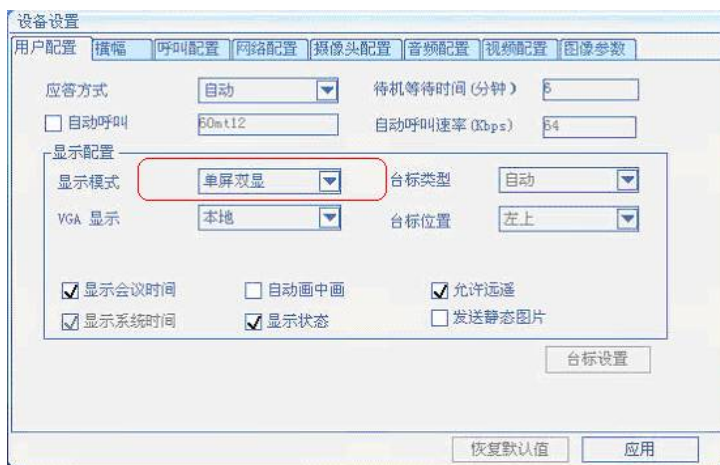 设备设置
用户配置 横幅 呼叫配置 网络配置 摄像头配置 音频配置 视频配置 图像参数
应答方式 自动 待机等待时间(分钟) 6
自动呼叫 60mt12 自动呼叫速率(Kbps) 64
显示配置
显示模式 单屏双显 台标类型 自动
VGA 显示 本地 台标位置 左上
显示会议时间 自动画中画 允许远遥
显示系统时间 显示状态 发送静态图片
台标设置
恢复默认值 应用